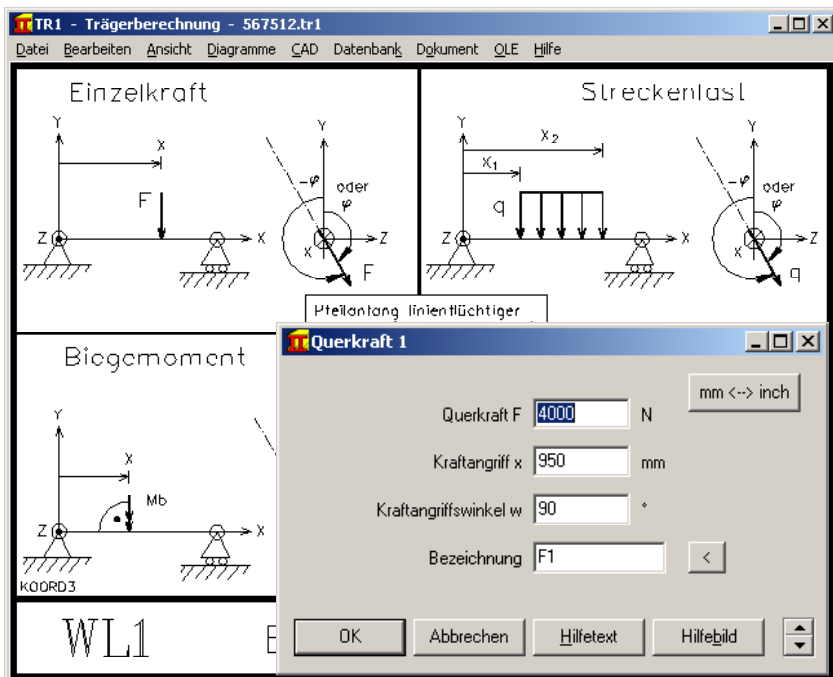 TR1 - Trägerberechnung - 567512.tr1
Datei Bearbeiten Ansicht Diagramme CAD Datenbank Dokument OLE Hilfe
Einzelkraft
Y
X
F
Z
X
Y
-φ
oder
φ
Z
X
F
Streckenlast
Y
X2
X1
q
Z
X
Y
-φ
oder
φ
Z
X
q
Pfeilanfang linienflüchtiger
Biegemoment
Y
X
Mb
Z
X
KOORD3
WL1
Querkraft 1
mm <--> inch
Querkraft F 4000 N
Kraftangriff x 950 mm
Kraftangriffswinkel w 90 °
Bezeichnung F1 <
OK Abbrechen Hilfetext Hilfebild